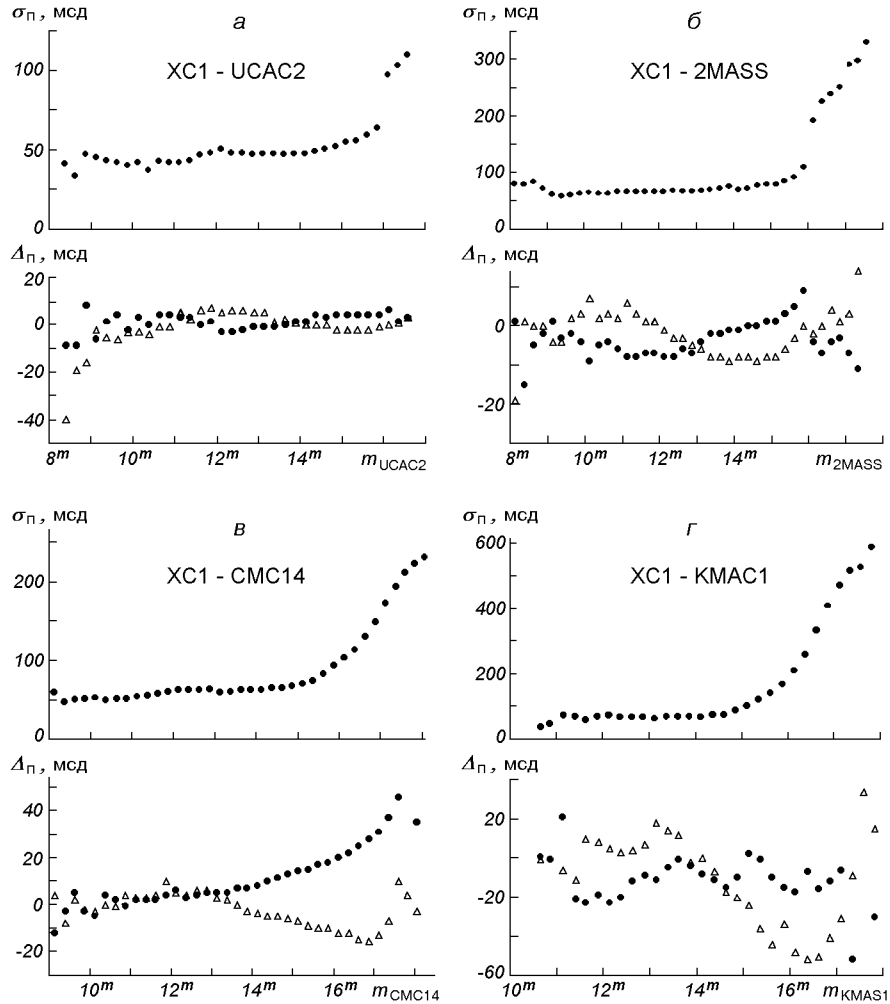 σп, мсд а
XC1 - UCAC2
100
50
0
Δп, мсд
20
0
-20
-40
8m 10m 12m 14m mUCAC2
σп, мсд б
XC1 - 2MASS
300
200
100
0
Δп, мсд
0
-20
8m 10m 12m 14m m2MASS
σп, мсд в
XC1 - CMC14
200
100
0
Δп, мсд
40
20
0
-20
10m 12m 14m 16m mCMC14
σп, мсд г
XC1 - KMAC1
600
400
200
0
Δп, мсд
20
-20
-60
10m 12m 14m 16m mKMAS1